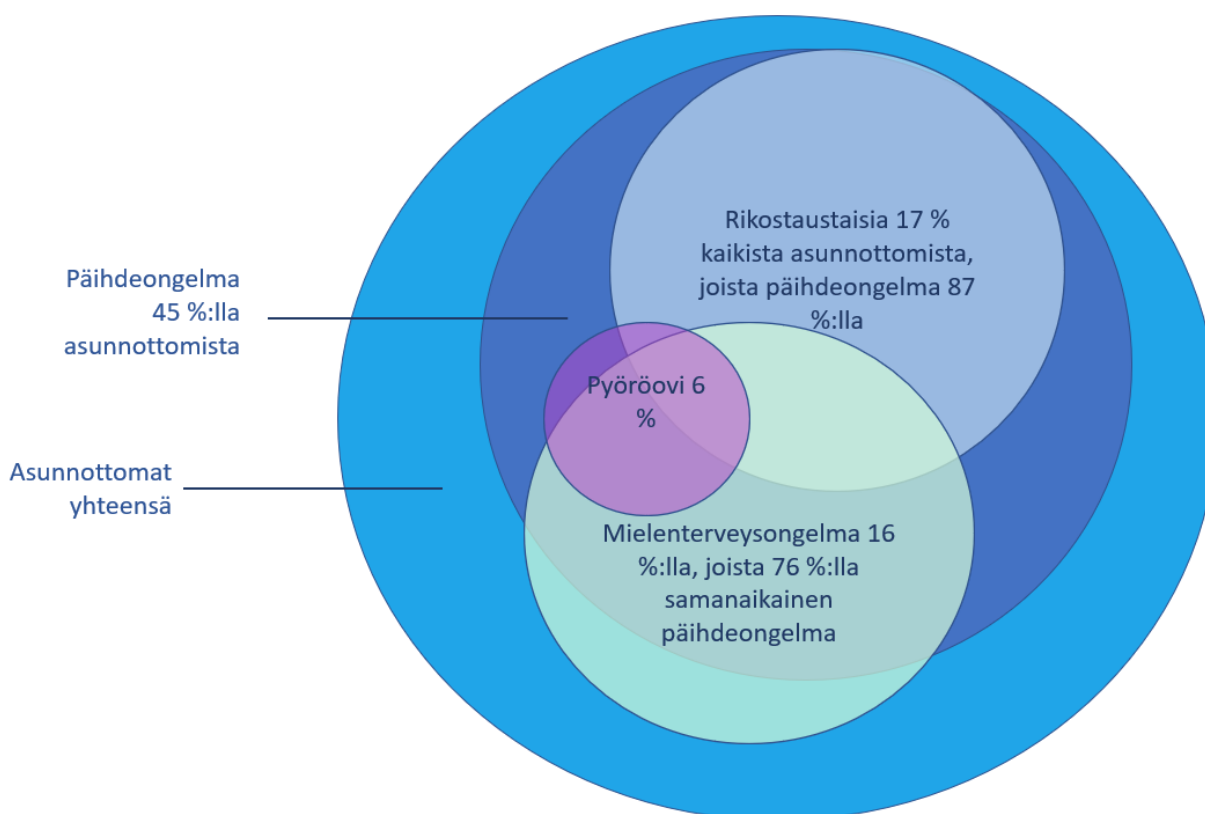 Rikostaustaisia 17 %
kaikista asunnottomista,
joista päihdeongelma 87
%:lla
Päihdeongelma
45 %:lla
asunnottomista
Pyöröovi 6
%
Asunnottomat
yhteensä
Mielenterveysongelma 16
%:lla, joista 76 %:lla
samanaikainen
päihdeongelma